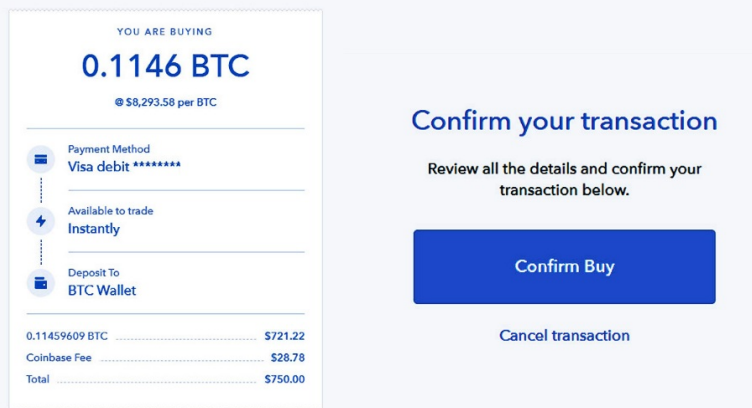 YOU ARE BUYING
0.1146 BTC
@ $8,293.58 per BTC
Payment Method
Visa debit ********
Available to trade
Instantly
Deposit To
BTC Wallet
0.11459609 BTC $721.22
Coinbase Fee $28.78
Total $750.00
Confirm your transaction
Review all the details and confirm your
transaction below.
Confirm Buy
Cancel transaction